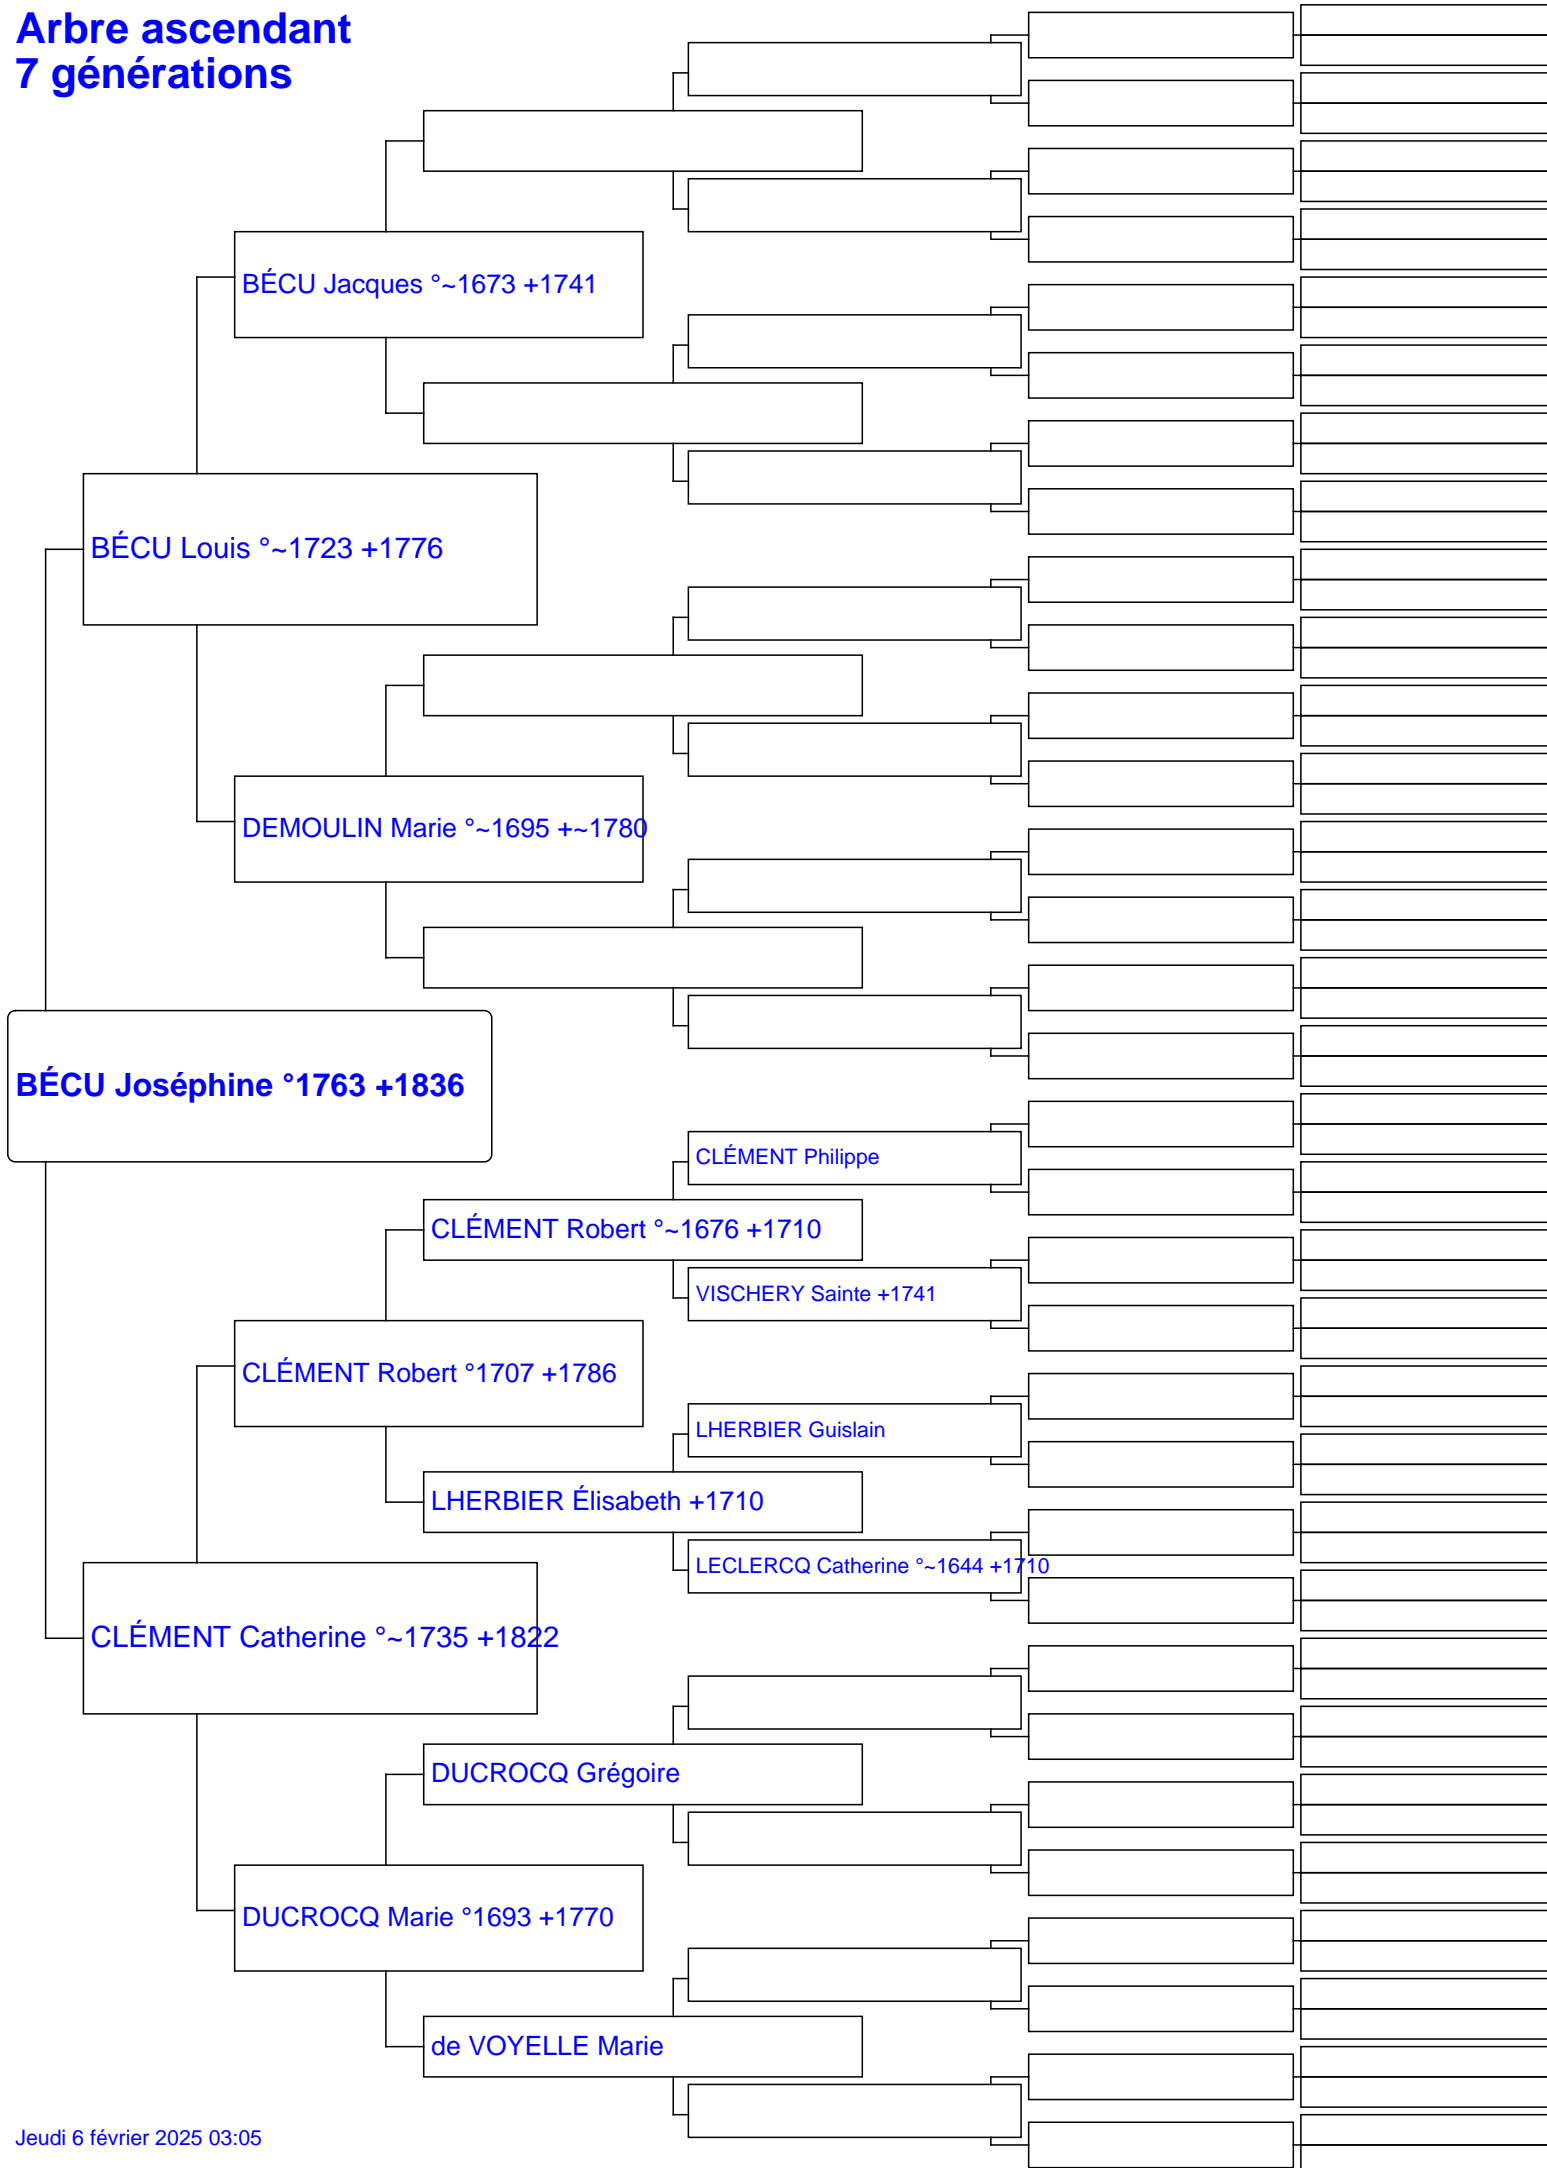 Arbre ascendant
7 générations
BÉCU Jacques °~1673 +1741
BÉCU Louis °~1723 +1776
DEMOULIN Marie °~1695 +~1780
BÉCU Joséphine °1763 +1836
CLÉMENT Philippe
CLÉMENT Robert °~1676 +1710
VISCHERY Sainte +1741
CLÉMENT Robert °1707 +1786
LHERBIER Guislain
LHERBIER Élisabeth +1710
LECLERCQ Catherine °~1644 +1710
CLÉMENT Catherine °~1735 +1822
DUCROCQ Grégoire
DUCROCQ Marie °1693 +1770
de VOYELLE Marie
Jeudi 6 février 2025 03:05